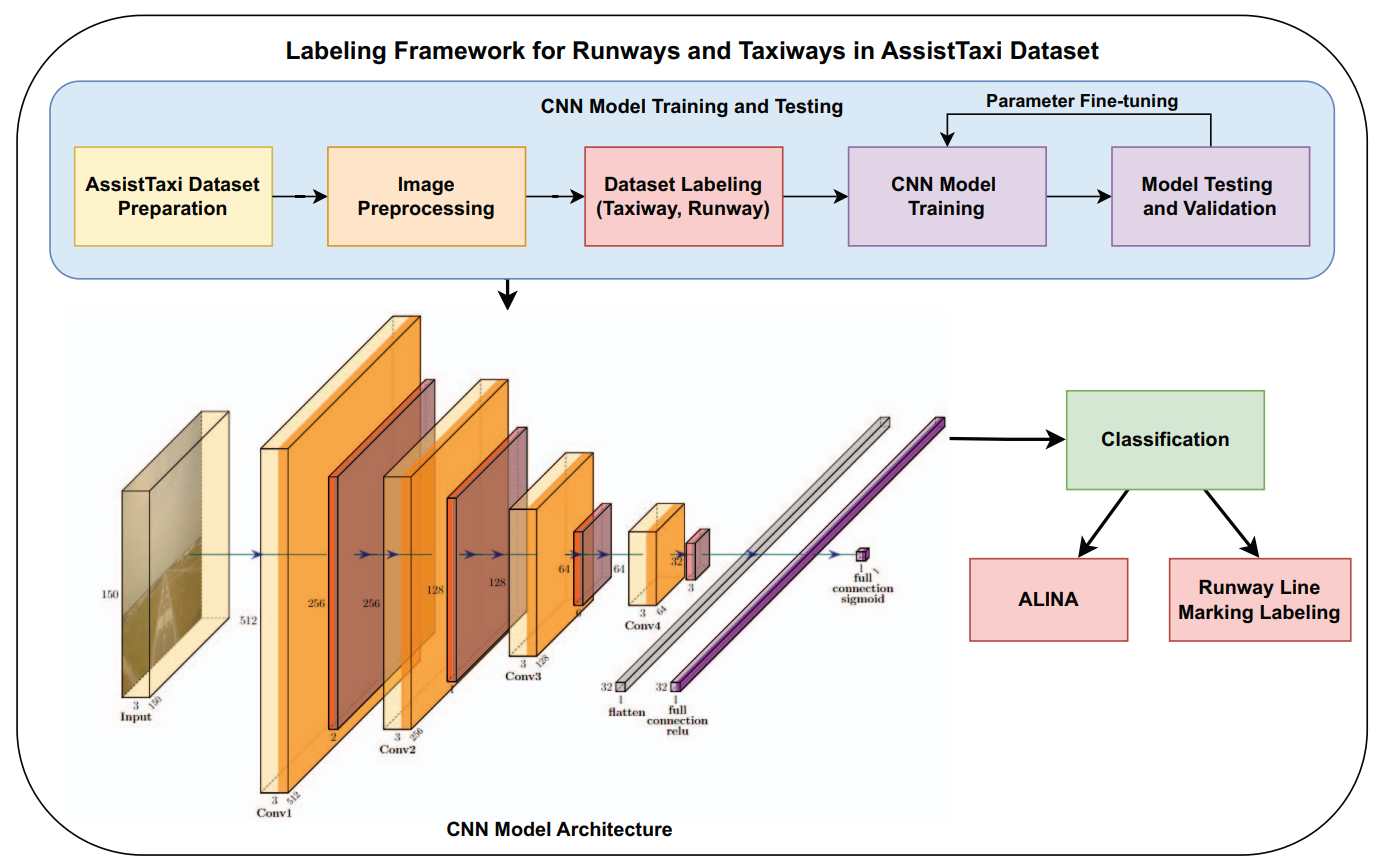 Labeling Framework for Runways and Taxiways in AssistTaxi Dataset
CNN Model Training and Testing
Parameter Fine-tuning
AssistTaxi Dataset
Preparation
Image
Preprocessing
Dataset Labeling
(Taxiway, Runway)
CNN Model
Training
Model Testing
and Validation
150
3
150
Input
512
3
512
Conv1
256
2
256
3
256
Conv2
128
1
128
3
128
Conv3
64
64
3
64
Conv4
32
3
32
1
flatten
32
1
full
connection
relu
1
1
full
connection
sigmoid
CNN Model Architecture
Classification
ALINA
Runway Line
Marking Labeling